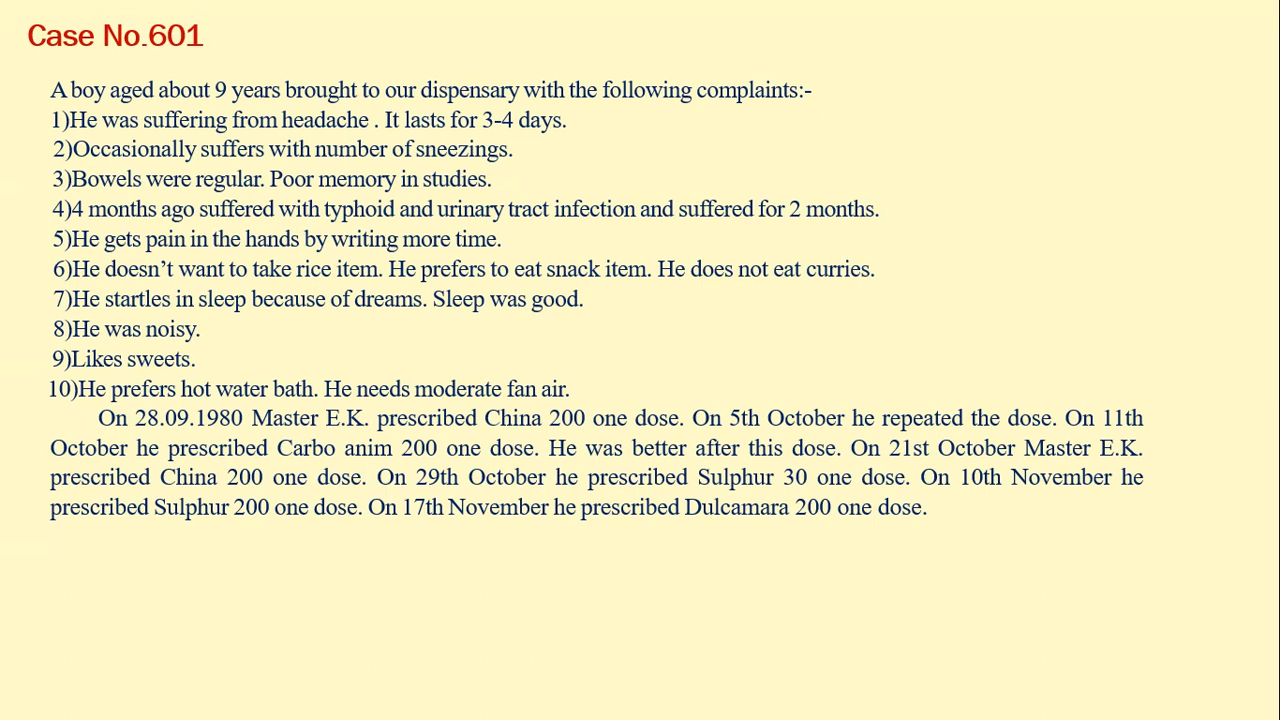 Case No.601
A boy aged about 9 years brought to our dispensary with the following complaints:-
1)He was suffering from headache . It lasts for 3-4 days.
2)Occasionally suffers with number of sneezings.
3)Bowels were regular. Poor memory in studies.
4)4 months ago suffered with typhoid and urinary tract infection and suffered for 2 months.
5)He gets pain in the hands by writing more time.
6)He doesn’t want to take rice item. He prefers to eat snack item. He does not eat curries.
7)He startles in sleep because of dreams. Sleep was good.
8)He was noisy.
9)Likes sweets.
10)He prefers hot water bath. He needs moderate fan air.
On 28.09.1980 Master E.K. prescribed China 200 one dose. On 5th October he repeated the dose. On 11th
October he prescribed Carbo anim 200 one dose. He was better after this dose. On 21st October Master E.K.
prescribed China 200 one dose. On 29th October he prescribed Sulphur 30 one dose. On 10th November he
prescribed Sulphur 200 one dose. On 17th November he prescribed Dulcamara 200 one dose.